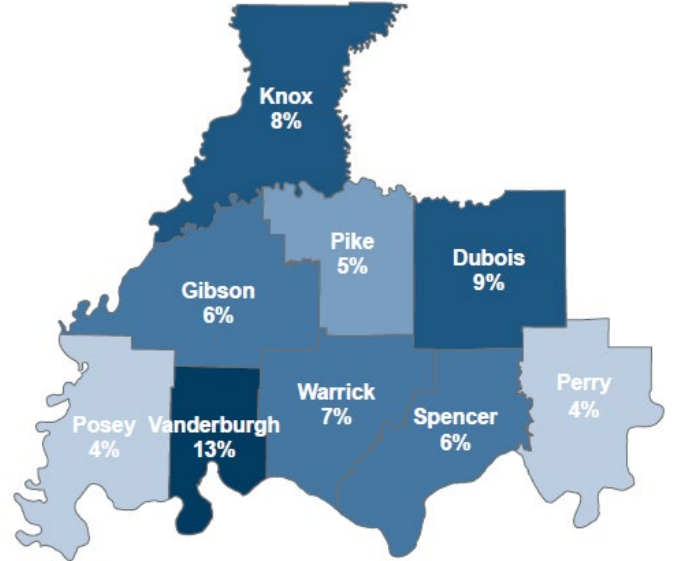 Knox
8%
Pike
5%
Dubois
9%
Gibson
6%
Warrick
7%
Perry
4%
Spencer
6%
Posey
4%
Vanderburgh
13%